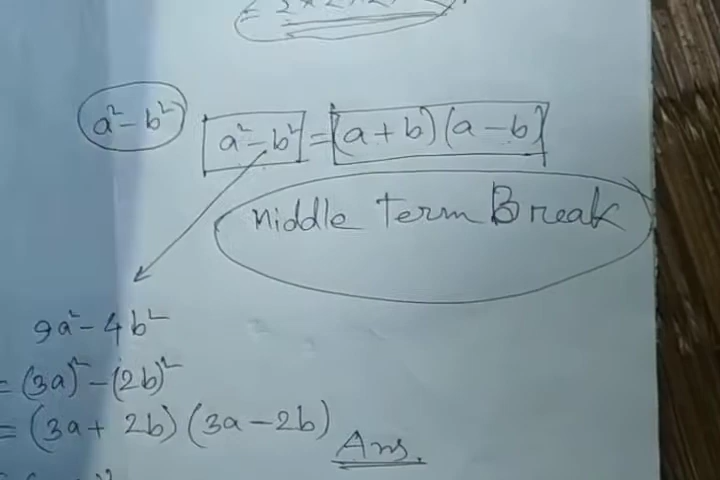 a² - b²
a² - b² = (a + b) (a - b)
Middle Term Break
9a² - 4b²
= (3a)² - (2b)²
= (3a + 2b) (3a - 2b) Ans.